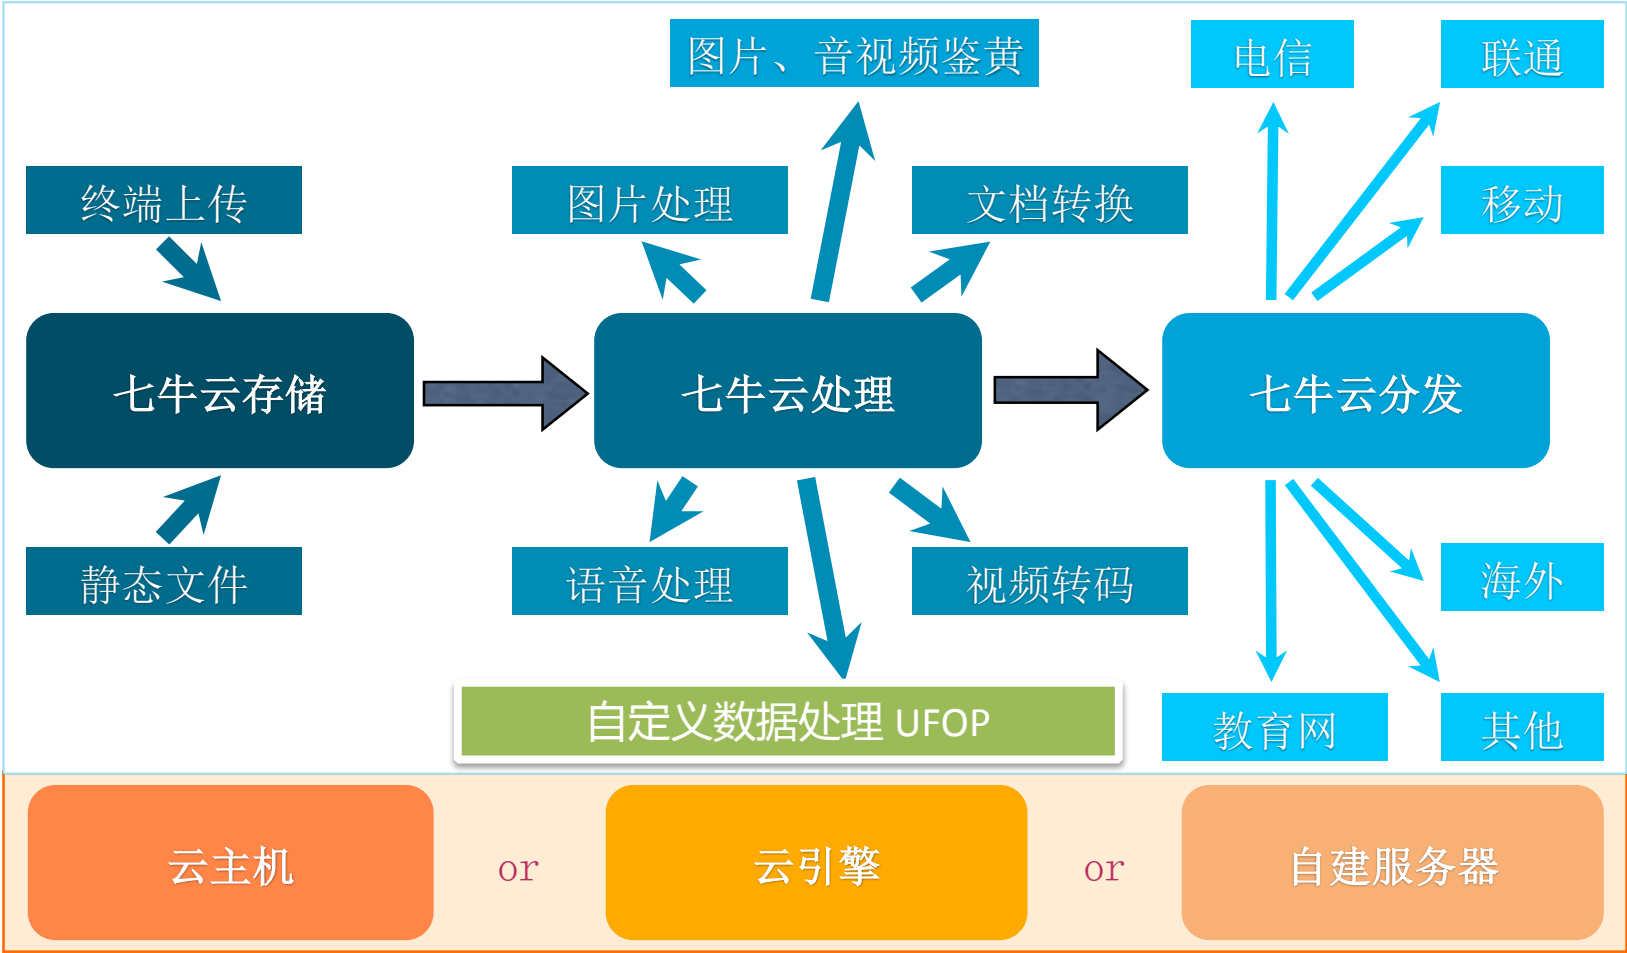 图片、音视频鉴黄
电信
联通
终端上传
图片处理
文档转换
移动
七牛云存储
七牛云处理
七牛云分发
静态文件
语音处理
视频转码
海外
自定义数据处理 UFOP
教育网
其他
云主机
or
云引擎
or
自建服务器